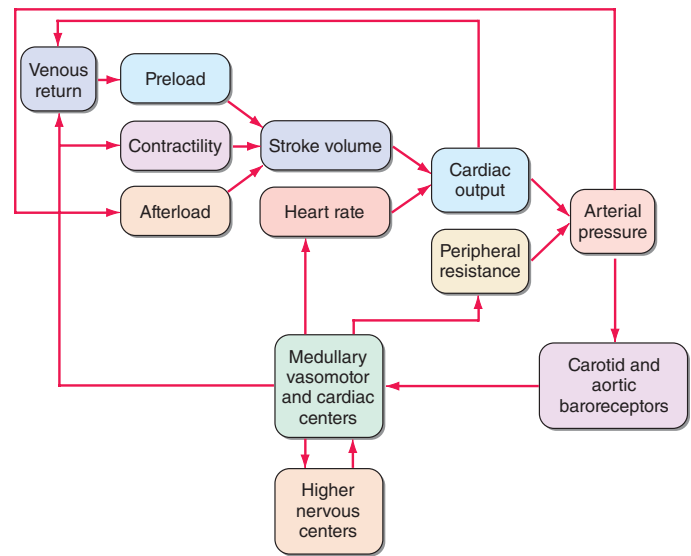 Venous
return
Preload
Contractility
Stroke volume
Afterload
Heart rate
Cardiac
output
Arterial
pressure
Peripheral
resistance
Medullary
vasomotor
and cardiac
centers
Carotid and
aortic
baroreceptors
Higher
nervous
centers